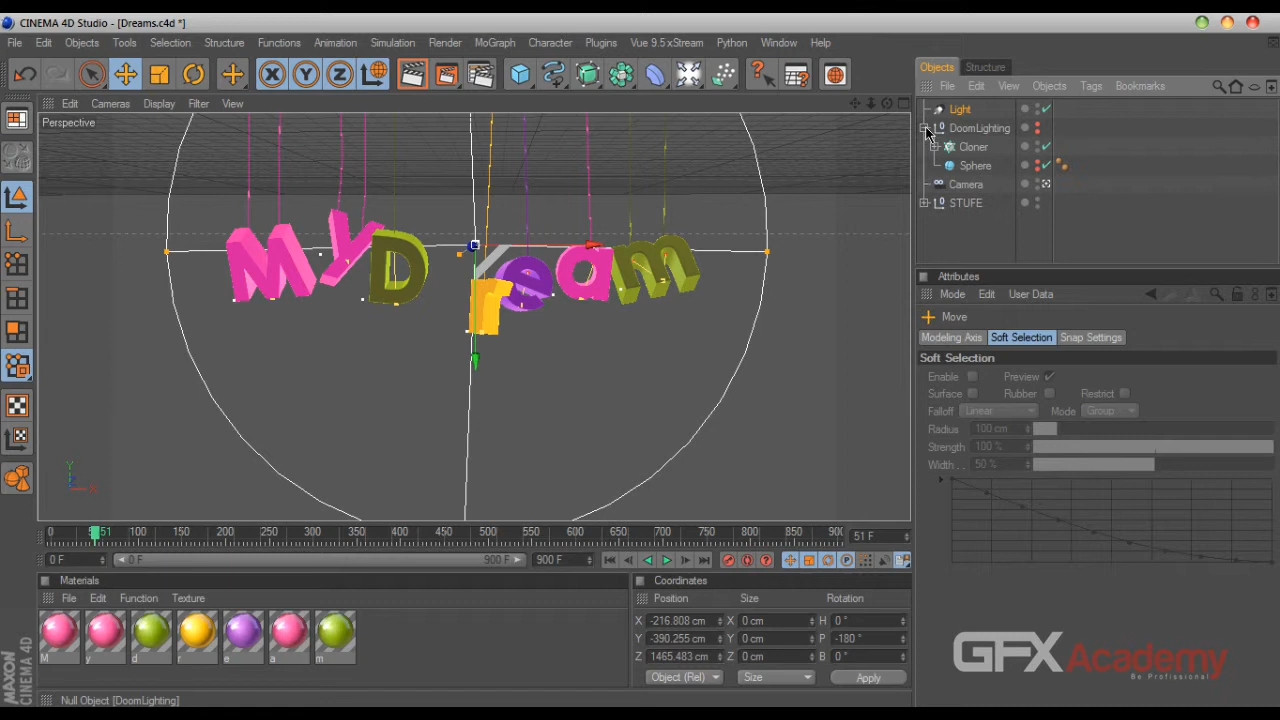 CINEMA 4D Studio - [Dreams.c4d *]
File Edit Objects Tools Selection Structure Functions Animation Simulation Render MoGraph Character Plugins Vue 9.5 xStream Python Window Help
Objects Structure
File Edit View Objects Tags Bookmarks
Edit Cameras Display Filter View
Perspective
Light
DoomLighting
Cloner
Sphere
Camera
STUFE
MyDream
Y
X
Attributes
Mode Edit User Data
Move
Modeling Axis Soft Selection Snap Settings
Soft Selection
Enable Preview
Surface Rubber Restrict
Falloff Linear Mode Group
Radius 100 cm
Strength 100 %
Width . . 50 %
0 51 100 150 200 250 300 350 400 450 500 550 600 650 700 750 800 850 90 51 F
0 F 0 F 900 F 900 F
Materials
File Edit Function Texture
M y d r e a m
Coordinates
Position Size Rotation
X -216.808 cm X 0 cm H 0 °
Y -390.255 cm Y 0 cm P -180 °
Z 1465.483 cm Z 0 cm B 0 °
Object (Rel) Size Apply
GFX Academy
Be Profissional
MAXON
CINEMA 4D
Null Object [DoomLighting]